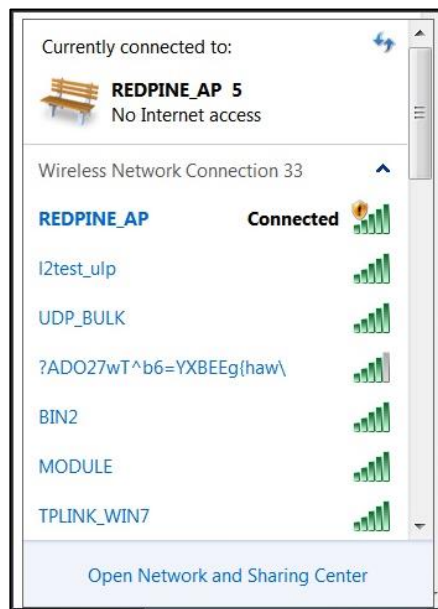 Currently connected to:
REDPINE_AP 5
No Internet access
Wireless Network Connection 33
REDPINE_AP Connected
l2test_ulp
UDP_BULK
?ADO27wT^b6=YXBEEg{haw\
BIN2
MODULE
TPLINK_WIN7
Open Network and Sharing Center